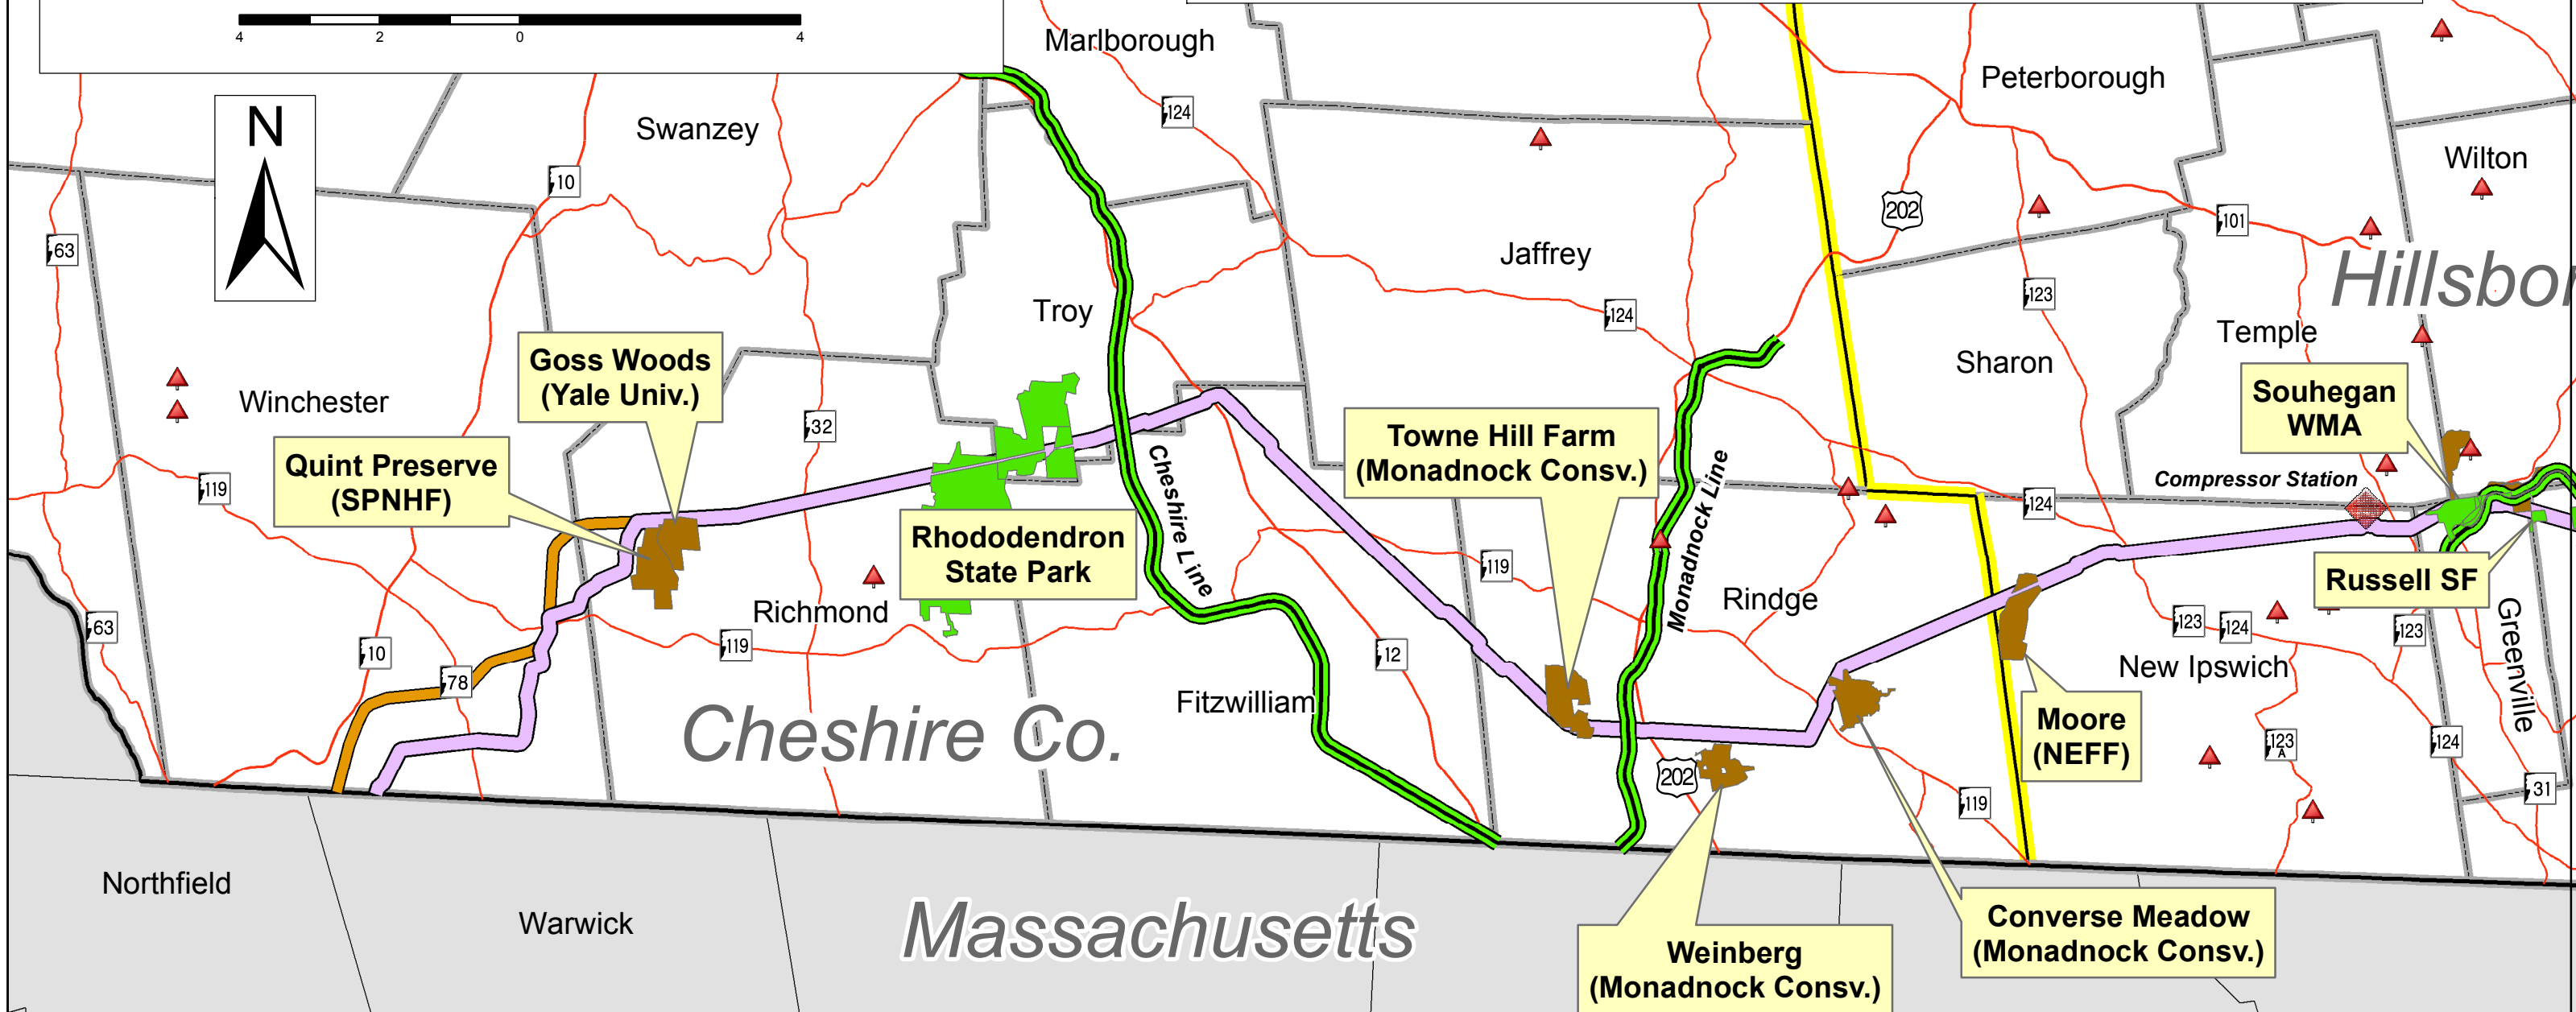 4 2 0 4
Marlborough
Peterborough
N
Swanzey
124
Wilton
10
202
101
63
Jaffrey
Hillsbor
123
Troy
124
Temple
Goss Woods
(Yale Univ.)
Sharon
Winchester
32
Souhegan
WMA
Towne Hill Farm
(Monadnock Consv.)
Quint Preserve
(SPNHF)
119
Cheshire Line
Monadnock Line
Compressor Station
124
Rhododendron
State Park
119
Russell SF
Richmond
Rindge
63
10
119
12
123
124
123
Greenville
New Ipswich
78
Fitzwilliam
Cheshire Co.
Moore
(NEFF)
123
A
124
202
119
31
Northfield
Warwick
Massachusetts
Converse Meadow
(Monadnock Consv.)
Weinberg
(Monadnock Consv.)